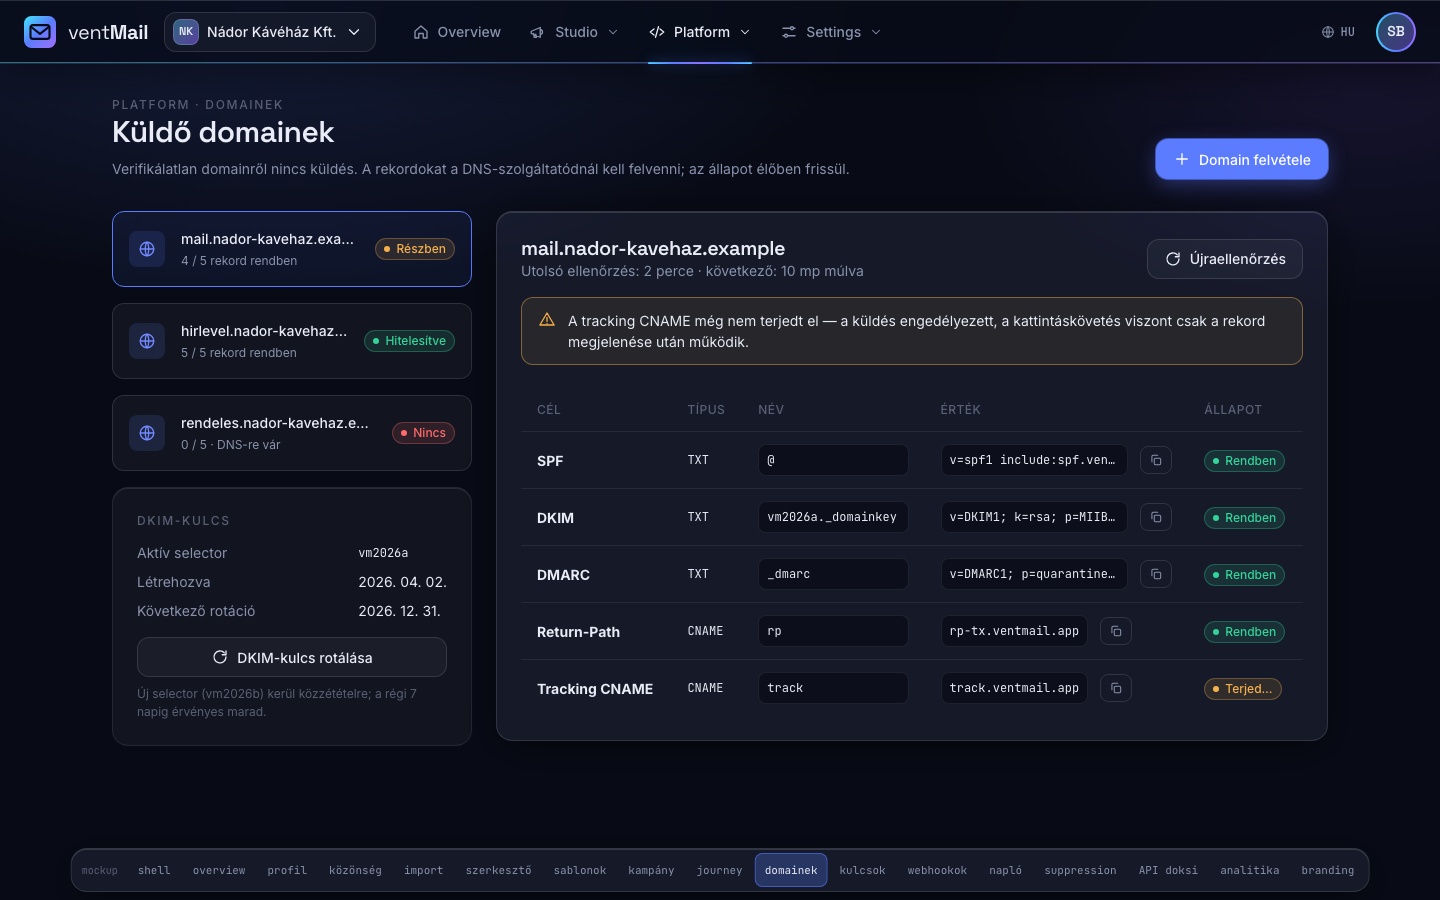 ventMail
NK Nádor Kávéház Kft.
Overview
Studio
Platform
Settings
HU
SB
PLATFORM · DOMAINEK
Küldő domainek
Verifikálatlan domainről nincs küldés. A rekordokat a DNS-szolgáltatódnál kell felvenni; az állapot élőben frissül.
Domain felvétele
mail.nador-kavehaz.exa...
4 / 5 rekord rendben
Részben
hirlevel.nador-kavehaz...
5 / 5 rekord rendben
Hitelesítve
rendeles.nador-kavehaz.e...
0 / 5 · DNS-re vár
Nincs
DKIM-KULCS
Aktív selector vm2026a
Létrehozva 2026. 04. 02.
Következő rotáció 2026. 12. 31.
DKIM-kulcs rotálása
Új selector (vm2026b) kerül közzétételre; a régi 7
napig érvényes marad.
mail.nador-kavehaz.example
Utolsó ellenőrzés: 2 perce · következő: 10 mp múlva
Újraellenőrzés
A tracking CNAME még nem terjedt el — a küldés engedélyezett, a kattintáskövetés viszont csak a rekord
megjelenése után működik.
CÉL TÍPUS NÉV ÉRTÉK ÁLLAPOT
SPF TXT @ v=spf1 include:spf.ven… Rendben
DKIM TXT vm2026a._domainkey v=DKIM1; k=rsa; p=MIIB… Rendben
DMARC TXT _dmarc v=DMARC1; p=quarantine… Rendben
Return-Path CNAME rp rp-tx.ventmail.app Rendben
Tracking CNAME CNAME track track.ventmail.app Terjed…
mockup shell overview profil közönség import szerkesztő sablonok kampány journey domainek kulcsok webhookok napló suppression API doksi analitika branding